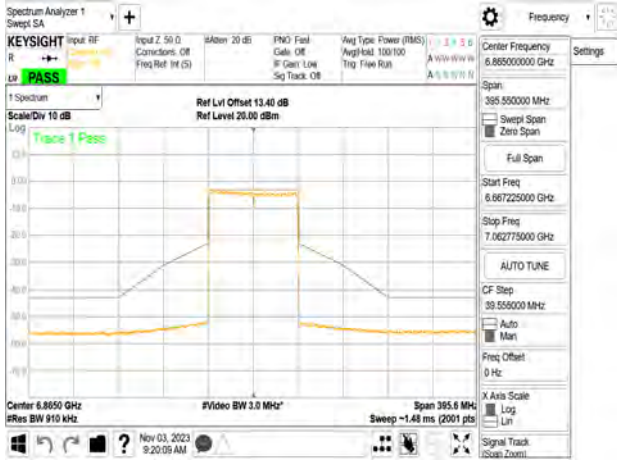 Spectrum Analyzer 1
Swept SA
+
Frequency
KEYSIGHT
Input: RF
Input Z: 50 Ω
#Atten: 20 dB
PNO: Fast
Avg Type: Power (RMS)
Corrections: Off
Gate: Off
Avg|Hold: 100/100
Freq Ref: Int (S)
IF Gain: Low
Trig: Free Run
Sig Track: Off
PASS
1 Spectrum
Scale/Div 10 dB
Ref Lvl Offset 13.40 dB
Ref Level 20.00 dBm
Log
Trace 1 Pass
Center 6.8650 GHz
#Video BW 3.0 MHz*
Span 395.6 MHz
#Res BW 910 kHz
Sweep ~1.48 ms (2001 pts
Nov 03, 2023
9:20:09 AM
Center Frequency
6.865000000 GHz
Settings
Span
395.550000 MHz
Swept Span
Zero Span
Full Span
Start Freq
6.667225000 GHz
Stop Freq
7.062775000 GHz
AUTO TUNE
CF Step
39.555000 MHz
Auto
Man
Freq Offset
0 Hz
X Axis Scale
Log
Lin
Signal Track
(Span Zoom)